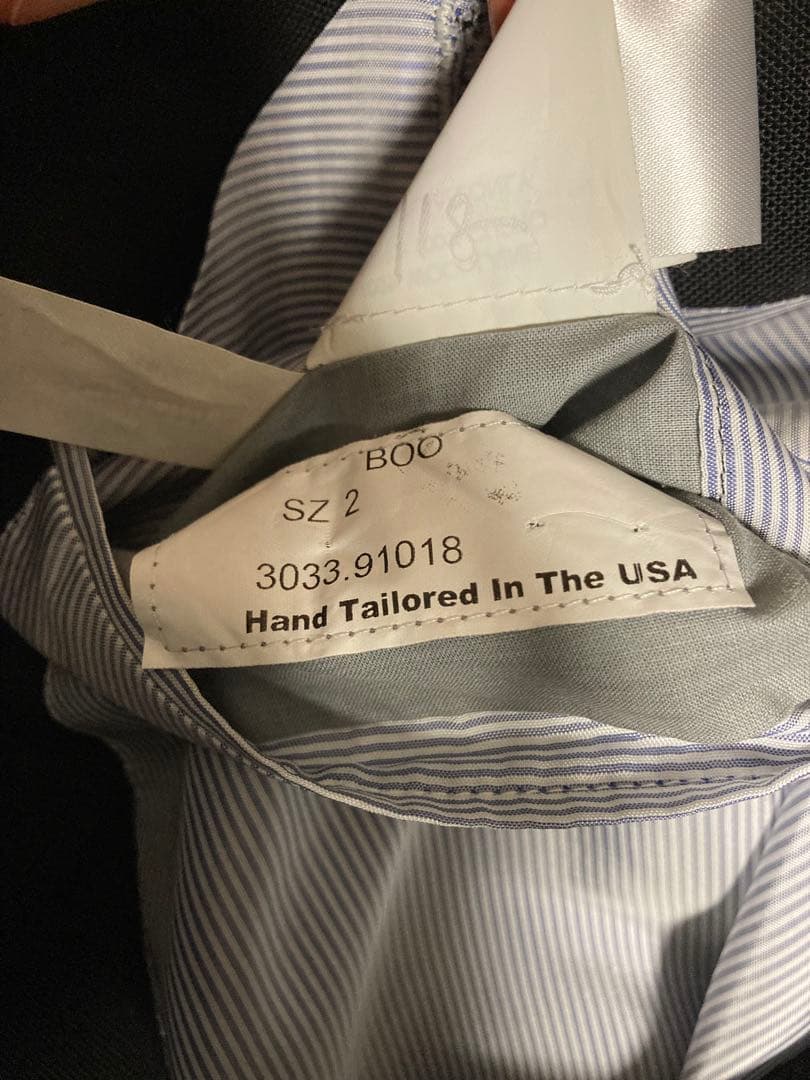 BOO
SZ 2
3033.91018
Hand Tailored In The USA